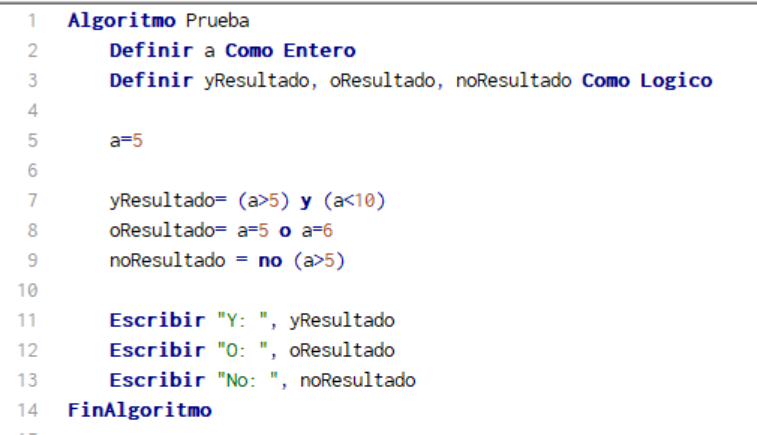 1 Algoritmo Prueba
2 Definir a Como Entero
3 Definir yResultado, oResultado, noResultado Como Logico
4
5 a=5
6
7 yResultado= (a>5) y (a<10)
8 oResultado= a=5 o a=6
9 noResultado = no (a>5)
10
11 Escribir "Y: ", yResultado
12 Escribir "O: ", oResultado
13 Escribir "No: ", noResultado
14 FinAlgoritmo